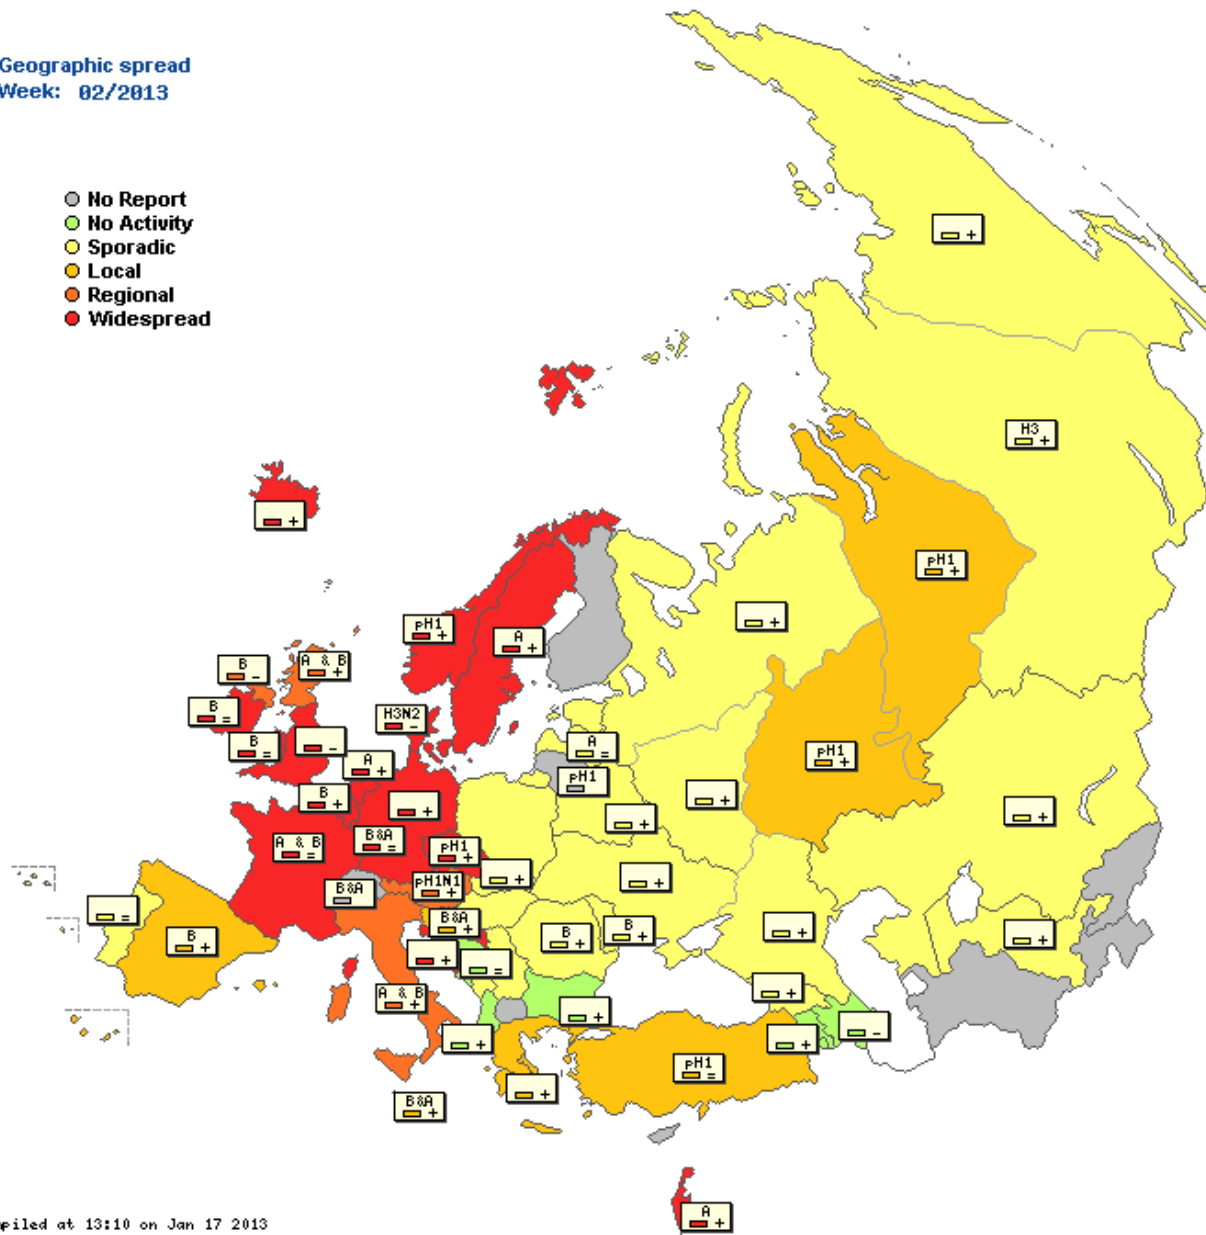 Geographic spread
Week: 02/2013
No Report
No Activity
Sporadic
Local
Regional
Widespread
+
H3
+
+
pH1
+
pH1
+
A
+
+
B
-
A & B
+
B
=
H3N2
-
B
=
-
A
=
A
+
pH1
pH1
+
B
+
+
+
+
+
A & B
=
B&A
=
pH1
+
+
+
B&A
pH1N1
+
=
B
+
B&A
+
B
+
B
+
+
+
+
=
+
A & B
+
+
+
+
-
pH1
=
+
B&A
+
A
+
piled at 13:10 on Jan 17 2013